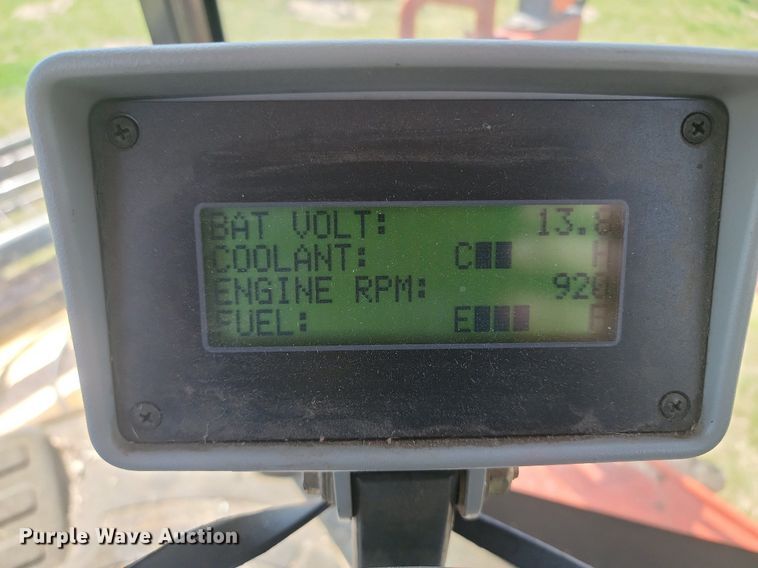 BAT VOLT: 13.8
COOLANT: C H
ENGINE RPM: 920
FUEL: E F
Purple Wave Auction